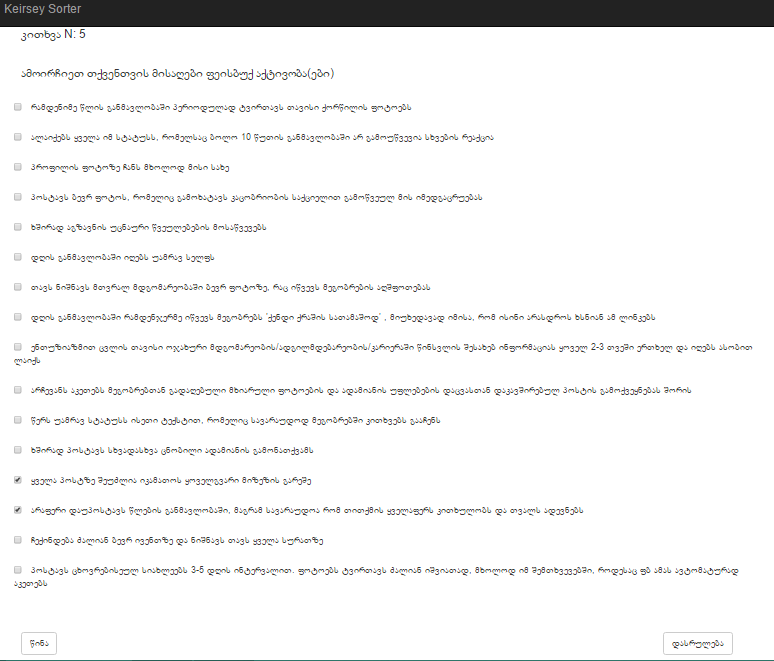 Keirsey Sorter
კითხვა N: 5
ამოირჩიეთ თქვენთვის მისაღები ფეისბუქ აქტივობა(ები)
რამდენიმე წლის განმავლობაში პერიოდულად ტვირთავს თავისი ქორწილის ფოტოებს
ალაიქებს ყველა იმ სტატუსს, რომელსაც ბოლო 10 წუთის განმავლობაში არ გამოუწვევია სხვების რეაქცია
პროფილის ფოტოზე ჩანს მხოლოდ მისი სახე
პოსტავს ბევრ ფოტოს, რომელიც გამოხატავს კაცობრიობის საქციელით გამოწვეულ მის იმედგაცრუებას
ხშირად აგზავნის უცნაური წვეულებების მოსაწვევებს
დღის განმავლობაში იღებს უამრავ სელფს
თავს ნიშნავს მთვრალ მდგომარეობაში ბევრ ფოტოზე, რაც იწვევს მეგობრების აღშფოთებას
დღის განმავლობაში რამდენჯერმე იწვევს მეგობრებს 'ქენდი ქრაშის სათამაშოდ' , მიუხედავად იმისა, რომ ისინი არასდროს ხსნიან ამ ლინკებს
ენთუზიაზმით ცვლის თავისი ოჯახური მდგომარეობის/ადგილმდებარეობის/კარიერაში წინსვლის შესახებ ინფორმაციას ყოველ 2-3 თვეში ერთხელ და იღებს ასობით
ლაიქს
არჩევანს აკეთებს მეგობრებთან გადაღებული მხიარული ფოტოების და ადამიანის უფლებების დაცვასთან დაკავშირებულ პოსტის გამოქვეყნებას შორის
წერს უამრავ სტატუსს ისეთი ტექსტით, რომელიც სავარაუდოდ მეგობრებში კითხვებს გააჩენს
ხშირად პოსტავს სხვადასხვა ცნობილი ადამიანის გამონათქვამს
ყველა პოსტზე შეუძლია იკამათოს ყოველგვარი მიზეზის გარეშე
არაფერი დაუპოსტავს წლების განმავლობაში, მაგრამ სავარაუდოა რომ თითქმის ყველაფერს კითხულობს და თვალს ადევნებს
ჩექინდება ძალიან ბევრ ივენთზე და ნიშნავს თავს ყველა სურათზე
პოსტავს ცხოვრებისეულ სიახლეებს 3-5 დღის ინტერვალით. ფოტოებს ტვირთავს ძალიან იშვიათად, მხოლოდ იმ შემთხვევებში, როდესაც ფბ ამას ავტომატურად
აკეთებს
წინა
დასრულება